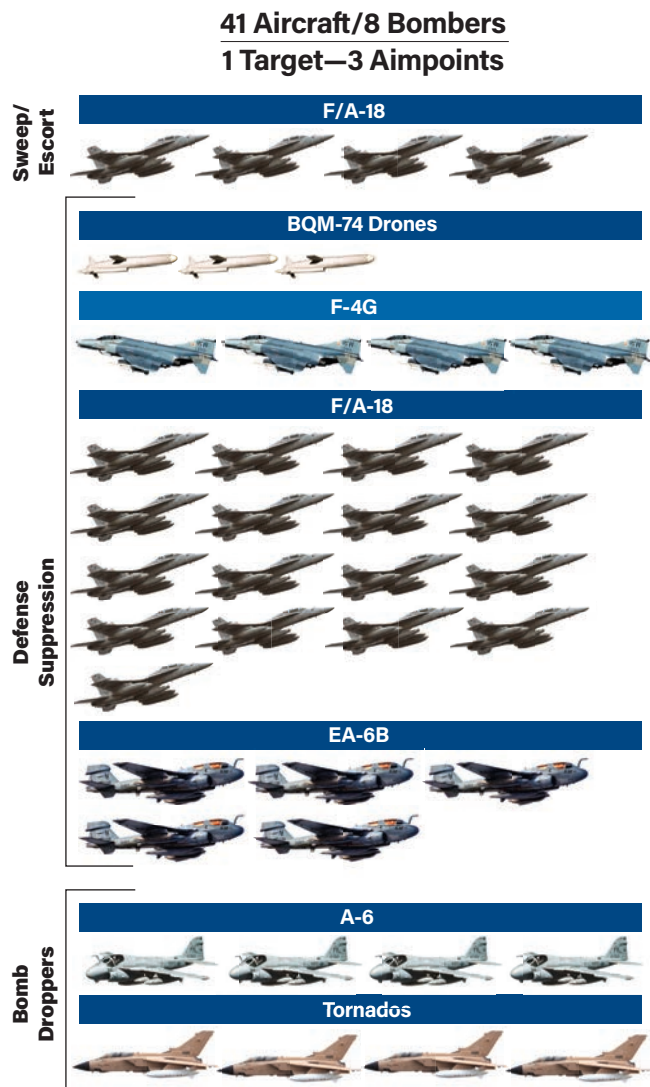 41 Aircraft/8 Bombers
1 Target—3 Aimpoints
Sweep/
Escort
F/A-18
Defense
Suppression
BQM-74 Drones
F-4G
F/A-18
EA-6B
Bomb
Droppers
A-6
Tornados